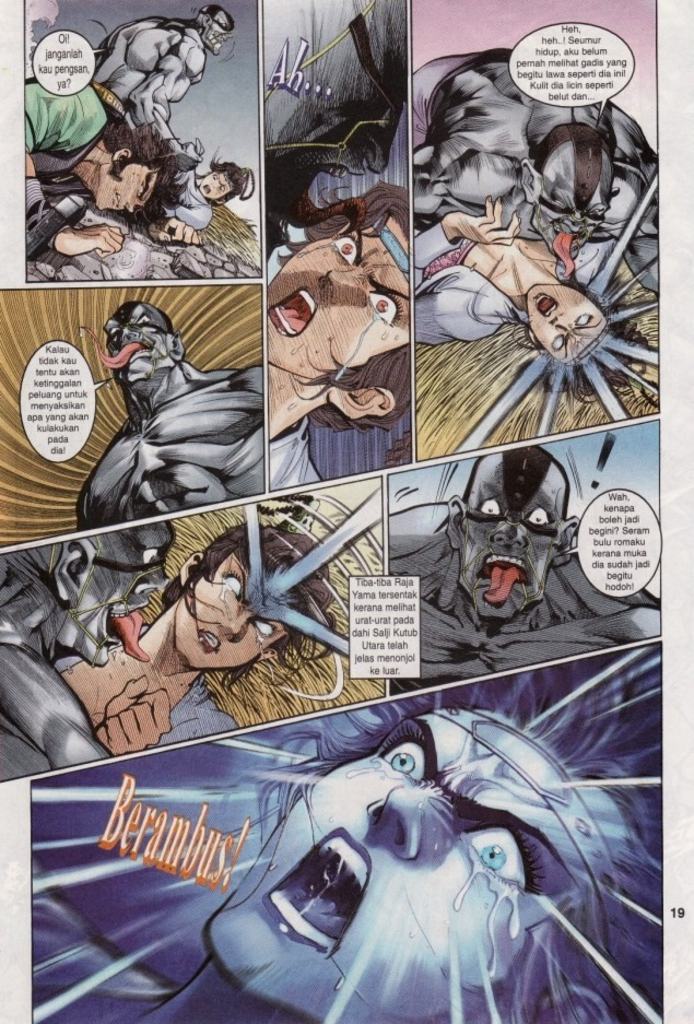 Oi!
janganlah
kau pengsan,
ya?
Ah...
Heh,
heh..! Seumur
hidup, aku belum
pernah melihat gadis yang
begitu lawa seperti dia ini!
Kulit dia licin seperti
belut dan...
Kalau
tidak kau
tentu akan
ketinggalan
peluang untuk
menyaksikan
apa yang akan
kulakukan
pada
dia!
Wah,
kenapa
boleh jadi
begini? Seram
bulu romaku
kerana muka
dia sudah jadi
begitu
hodoh!
Tiba-tiba Raja
Yama tersentak
kerana melihat
urat-urat pada
dahi Salji Kutub
Utara telah
jelas menonjol
ke luar.
Berambus!
19